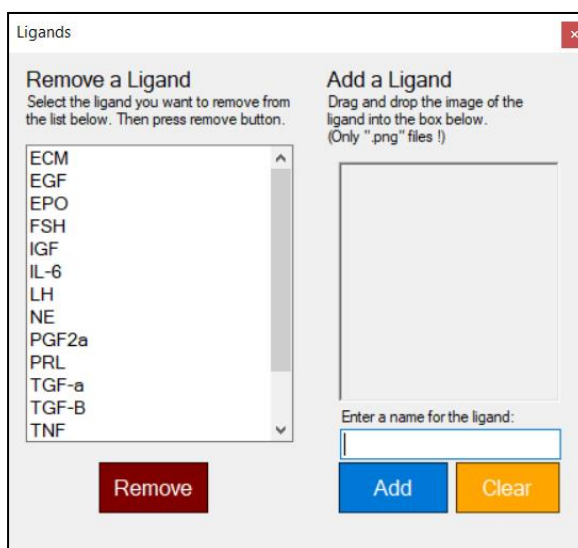 Ligands
Remove a Ligand
Select the ligand you want to remove from
the list below. Then press remove button.
ECM
EGF
EPO
FSH
IGF
IL-6
LH
NE
PGF2a
PRL
TGF-a
TGF-B
TNF
Remove
Add a Ligand
Drag and drop the image of the
ligand into the box below.
(Only ".png" files !)
Enter a name for the ligand:
Add
Clear